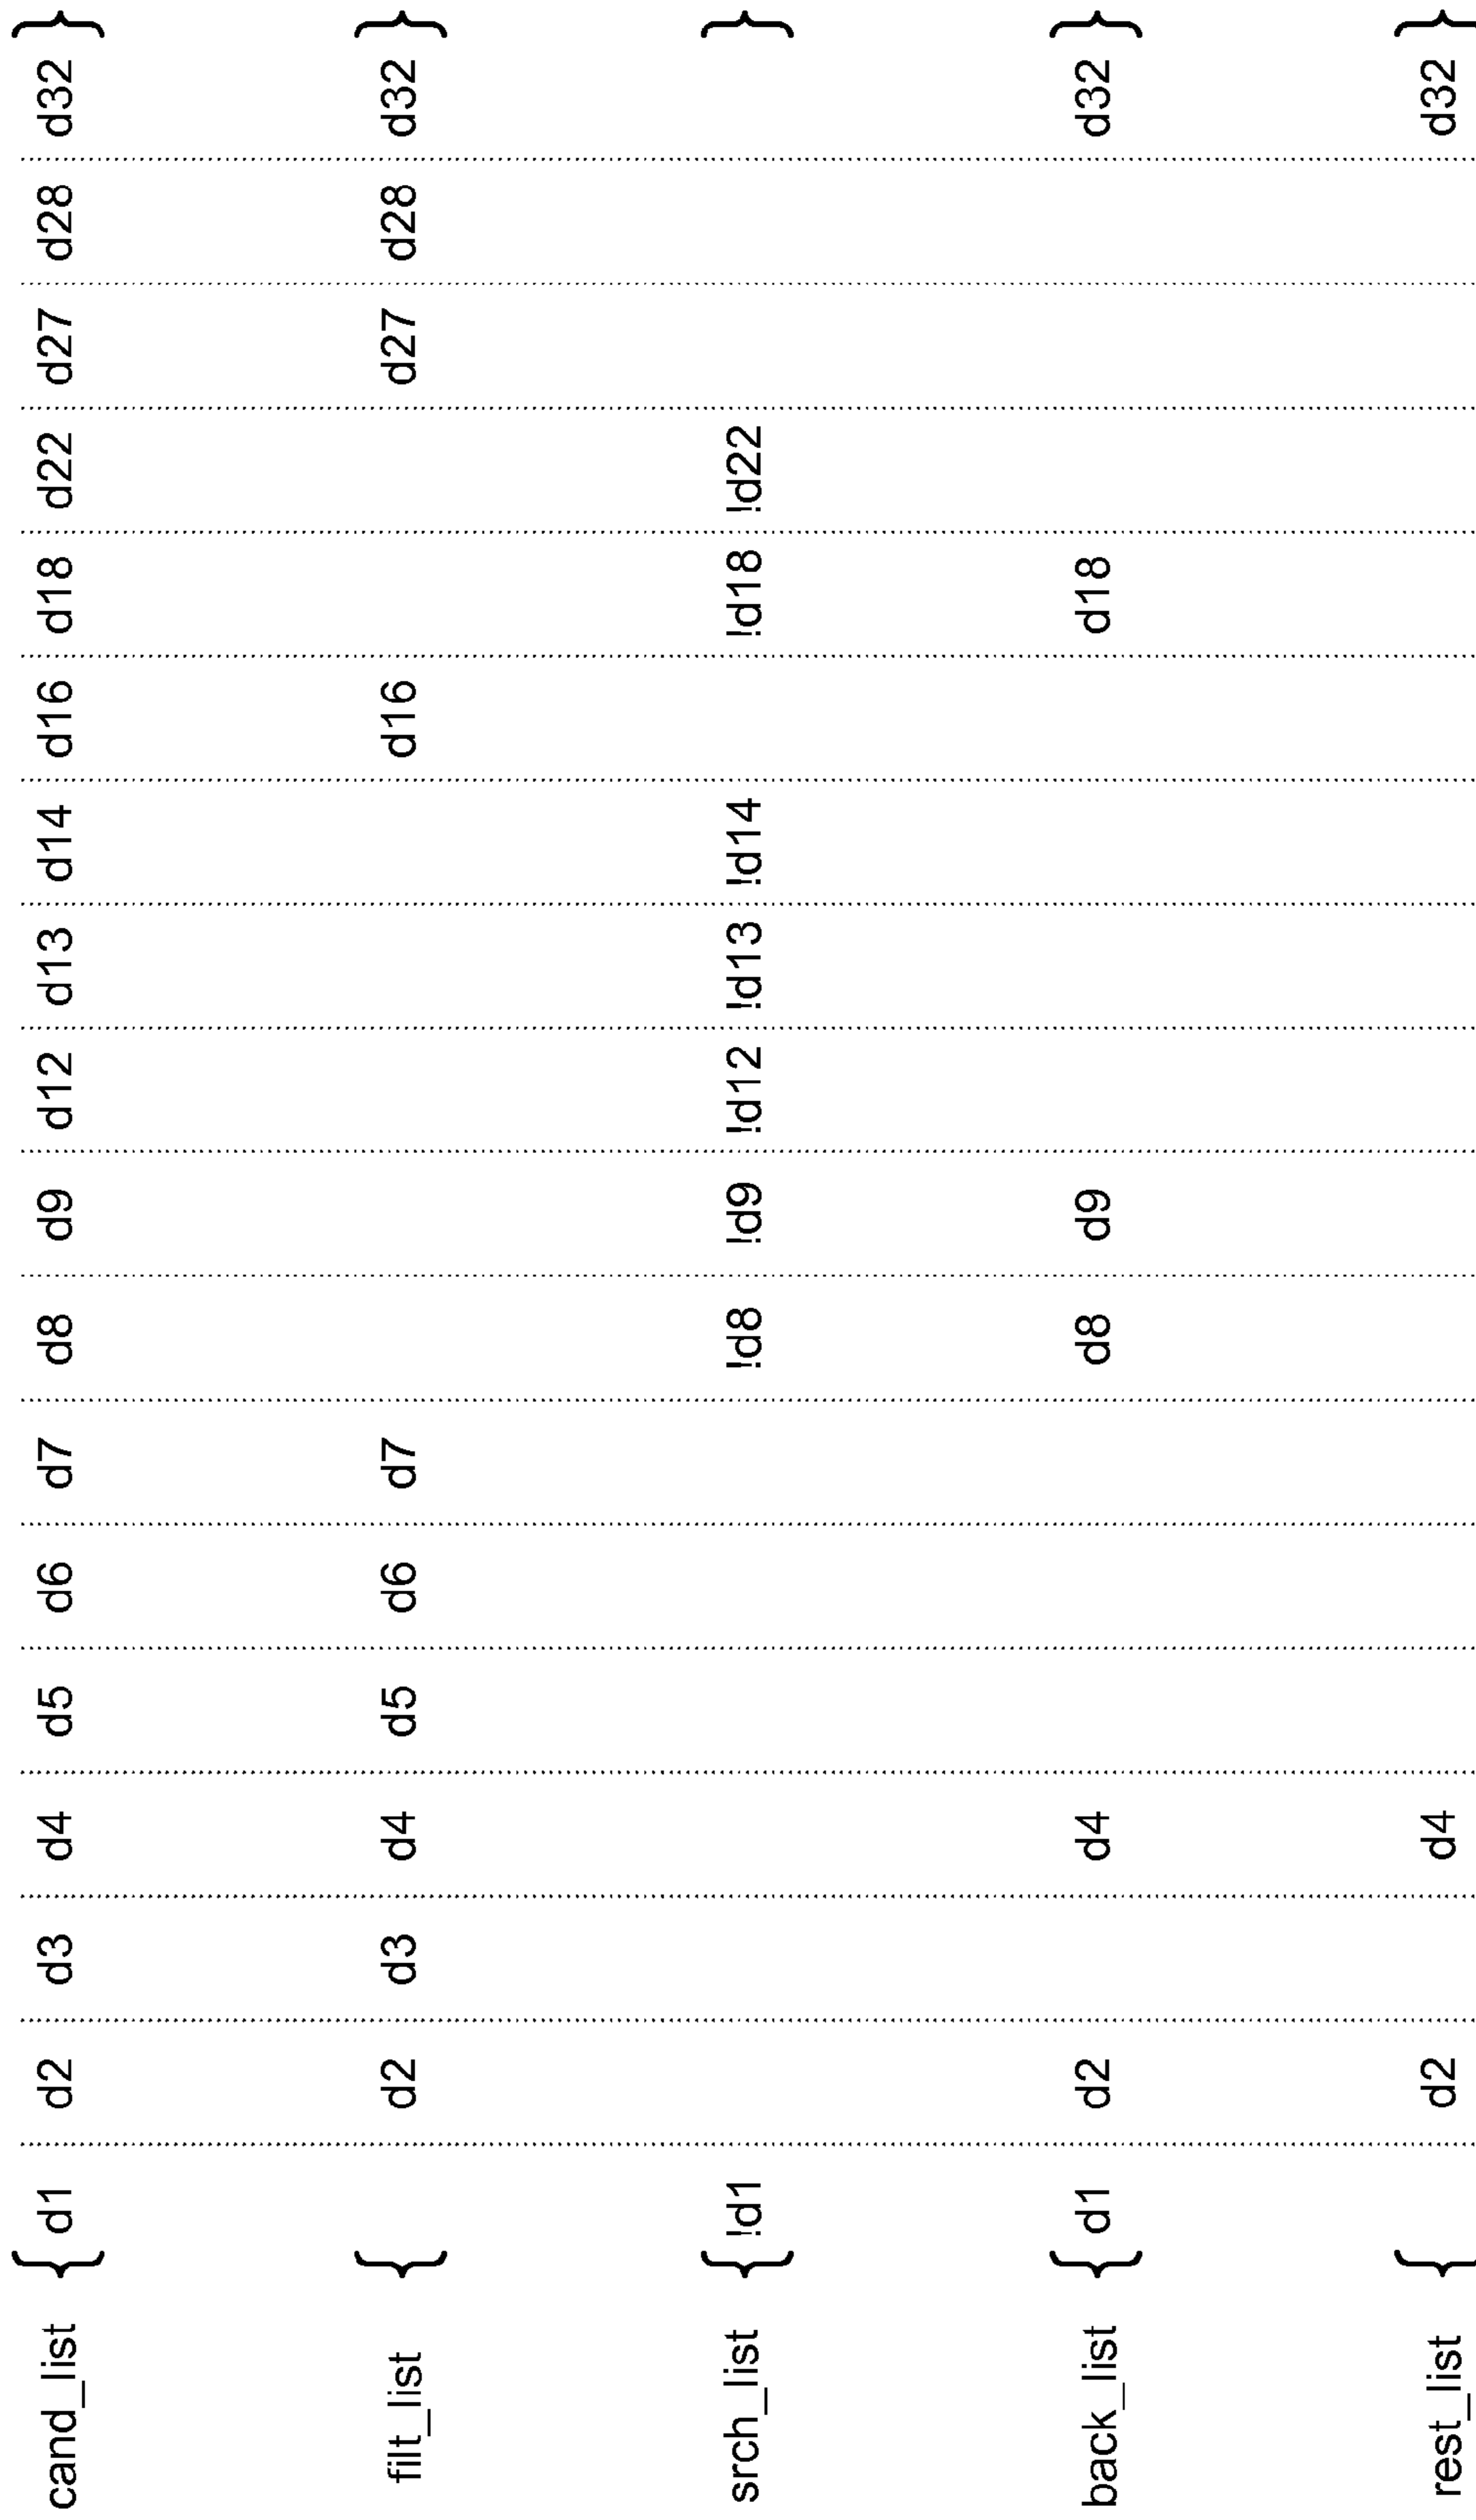 cand_list { d1 d2 d3 d4 d5 d6 d7 d8 d9 d12 d13 d14 d16 d18 d22 d27 d28 d32 }
filt_list { d2 d3 d4 d5 d6 d7 d16 d27 d28 d32 }
srch_list { !d1 !d8 !d9 !d12 !d13 !d14 !d18 !d22 }
back_list { d1 d2 d4 d8 d9 d18 d32 }
rest_list { d2 d4 d32 }